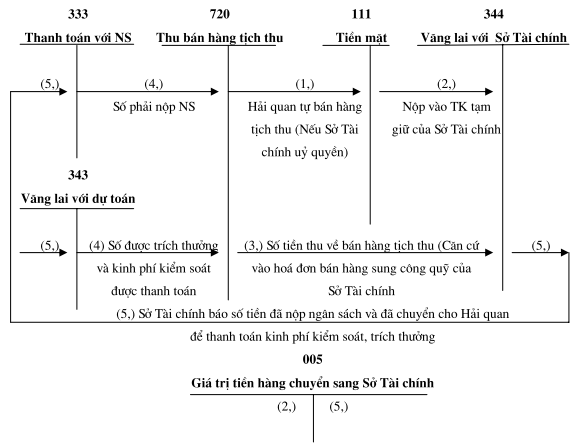 333 720 111 344
Thanh toán với NS Thu bán hàng tịch thu Tiền mặt Vãng lai với Sở Tài chính
(5,) (4,) (1,) (2,)
Số phải nộp NS Hải quan tự bán hàng Nộp vào TK tạm
tịch thu (Nếu Sở Tài giữ của Sở Tài chính
chính uỷ quyền)
343
Vãng lai với dự toán
(5,) (4) Số được trích thưởng (3,) Số tiền thu về bán hàng tịch thu (Căn cứ (5,)
và kinh phí kiểm soát vào hoá đơn bán hàng sung công quỹ của
được thanh toán Sở Tài chính
(5,) Sở Tài chính báo số tiền đã nộp ngân sách và đã chuyển cho Hải quan
để thanh toán kinh phí kiểm soát, trích thưởng
005
Giá trị tiền hàng chuyển sang Sở Tài chính
(2,) (5,)